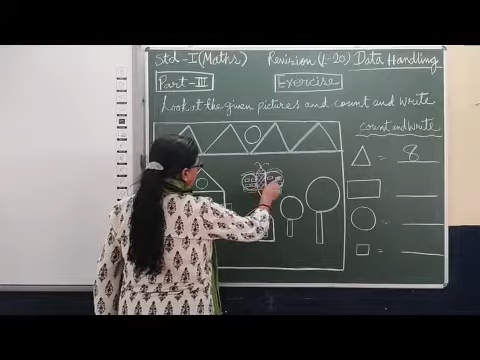 Std-I (Maths) Revision (1-20) Data Handling
Part-III Exercise
Look at the given pictures and count and write
count and write
= 8
=
=
=